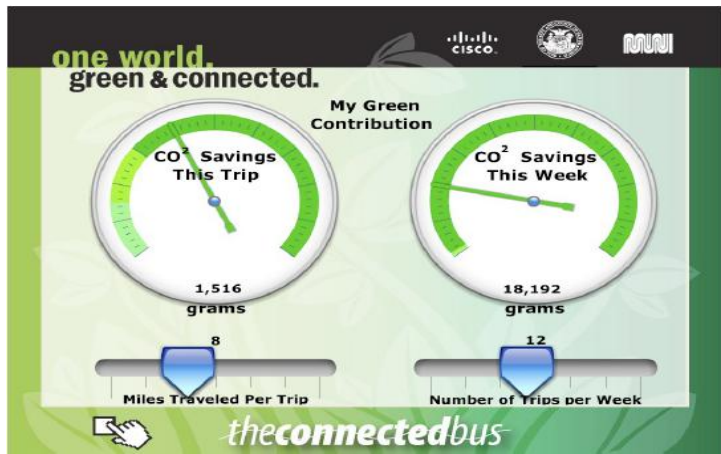 one world.
green & connected.
CISCO
MUNI
My Green
Contribution
CO² Savings
This Trip
1,516
grams
8
Miles Traveled Per Trip
CO² Savings
This Week
18,192
grams
12
Number of Trips per Week
theconnectedbus